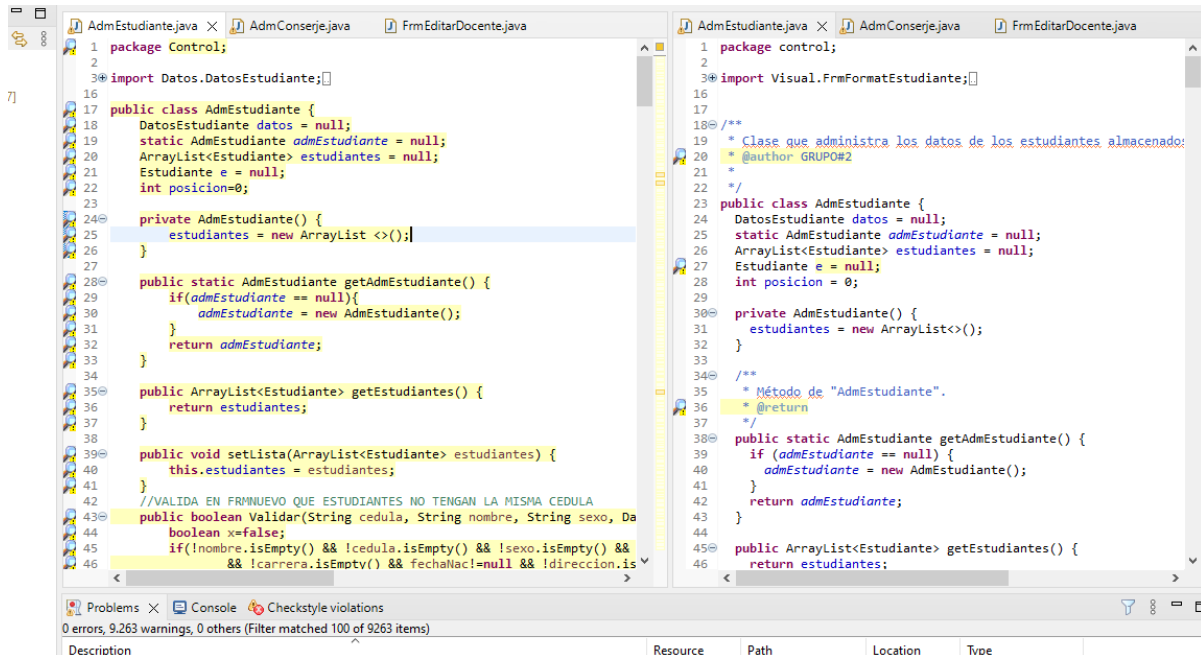 AdmEstudiante.java AdmConserje.java FrmEditarDocente.java
1 package Control;
2
3 import Datos.DatosEstudiante;
16
17 public class AdmEstudiante {
18 DatosEstudiante datos = null;
19 static AdmEstudiante admEstudiante = null;
20 ArrayList<Estudiante> estudiantes = null;
21 Estudiante e = null;
22 int posicion=0;
23
24 private AdmEstudiante() {
25 estudiantes = new ArrayList <>();
26 }
27
28 public static AdmEstudiante getAdmEstudiante() {
29 if(admEstudiante == null){
30 admEstudiante = new AdmEstudiante();
31 }
32 return admEstudiante;
33 }
34
35 public ArrayList<Estudiante> getEstudiantes() {
36 return estudiantes;
37 }
38
39 public void setLista(ArrayList<Estudiante> estudiantes) {
40 this.estudiantes = estudiantes;
41 }
42 //VALIDA EN FRMNUEVO QUE ESTUDIANTES NO TENGAN LA MISMA CEDULA
43 public boolean Validar(String cedula, String nombre, String sexo, Da
44 boolean x=false;
45 if(!nombre.isEmpty() && !cedula.isEmpty() && !sexo.isEmpty() &&
46 && !carrera.isEmpty() && fechaNac!=null && !direccion.is
AdmEstudiante.java AdmConserje.java FrmEditarDocente.java
1 package control;
2
3 import Visual.FrmFormatEstudiante;
16
17
18 /**
19 * Clase que administra los datos de los estudiantes almacenados
20 * @author GRUPO#2
21 *
22 */
23 public class AdmEstudiante {
24 DatosEstudiante datos = null;
25 static AdmEstudiante admEstudiante = null;
26 ArrayList<Estudiante> estudiantes = null;
27 Estudiante e = null;
28 int posicion = 0;
29
30 private AdmEstudiante() {
31 estudiantes = new ArrayList<>();
32 }
33
34 /**
35 * Método de "AdmEstudiante".
36 * @return
37 */
38 public static AdmEstudiante getAdmEstudiante() {
39 if (admEstudiante == null) {
40 admEstudiante = new AdmEstudiante();
41 }
42 return admEstudiante;
43 }
44
45 public ArrayList<Estudiante> getEstudiantes() {
46 return estudiantes;
7]
Problems Console Checkstyle violations
0 errors, 9.263 warnings, 0 others (Filter matched 100 of 9263 items)
Description Resource Path Location Type